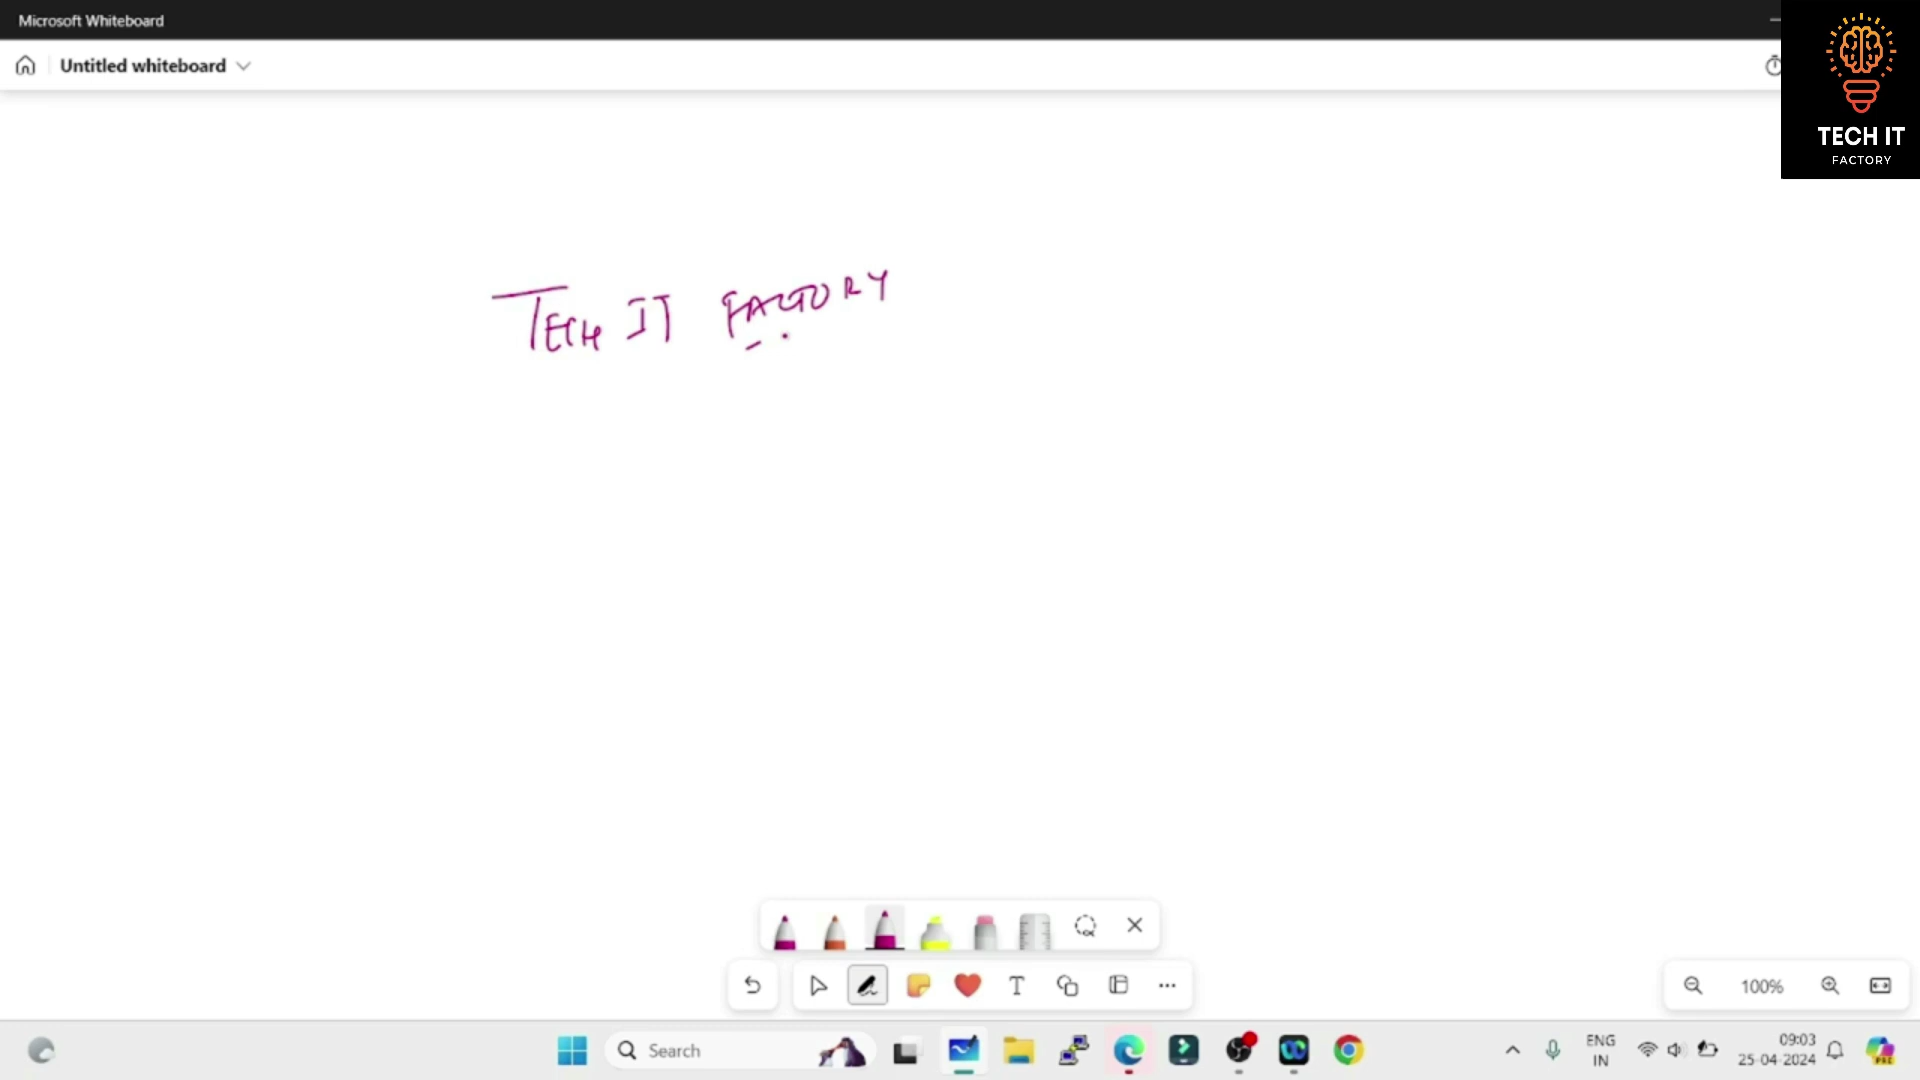 Microsoft Whiteboard
Untitled whiteboard
TECH IT
FACTORY
TECH IT FACTORY
100%
Search
ENG
IN
09:03
25-04-2024
PRE